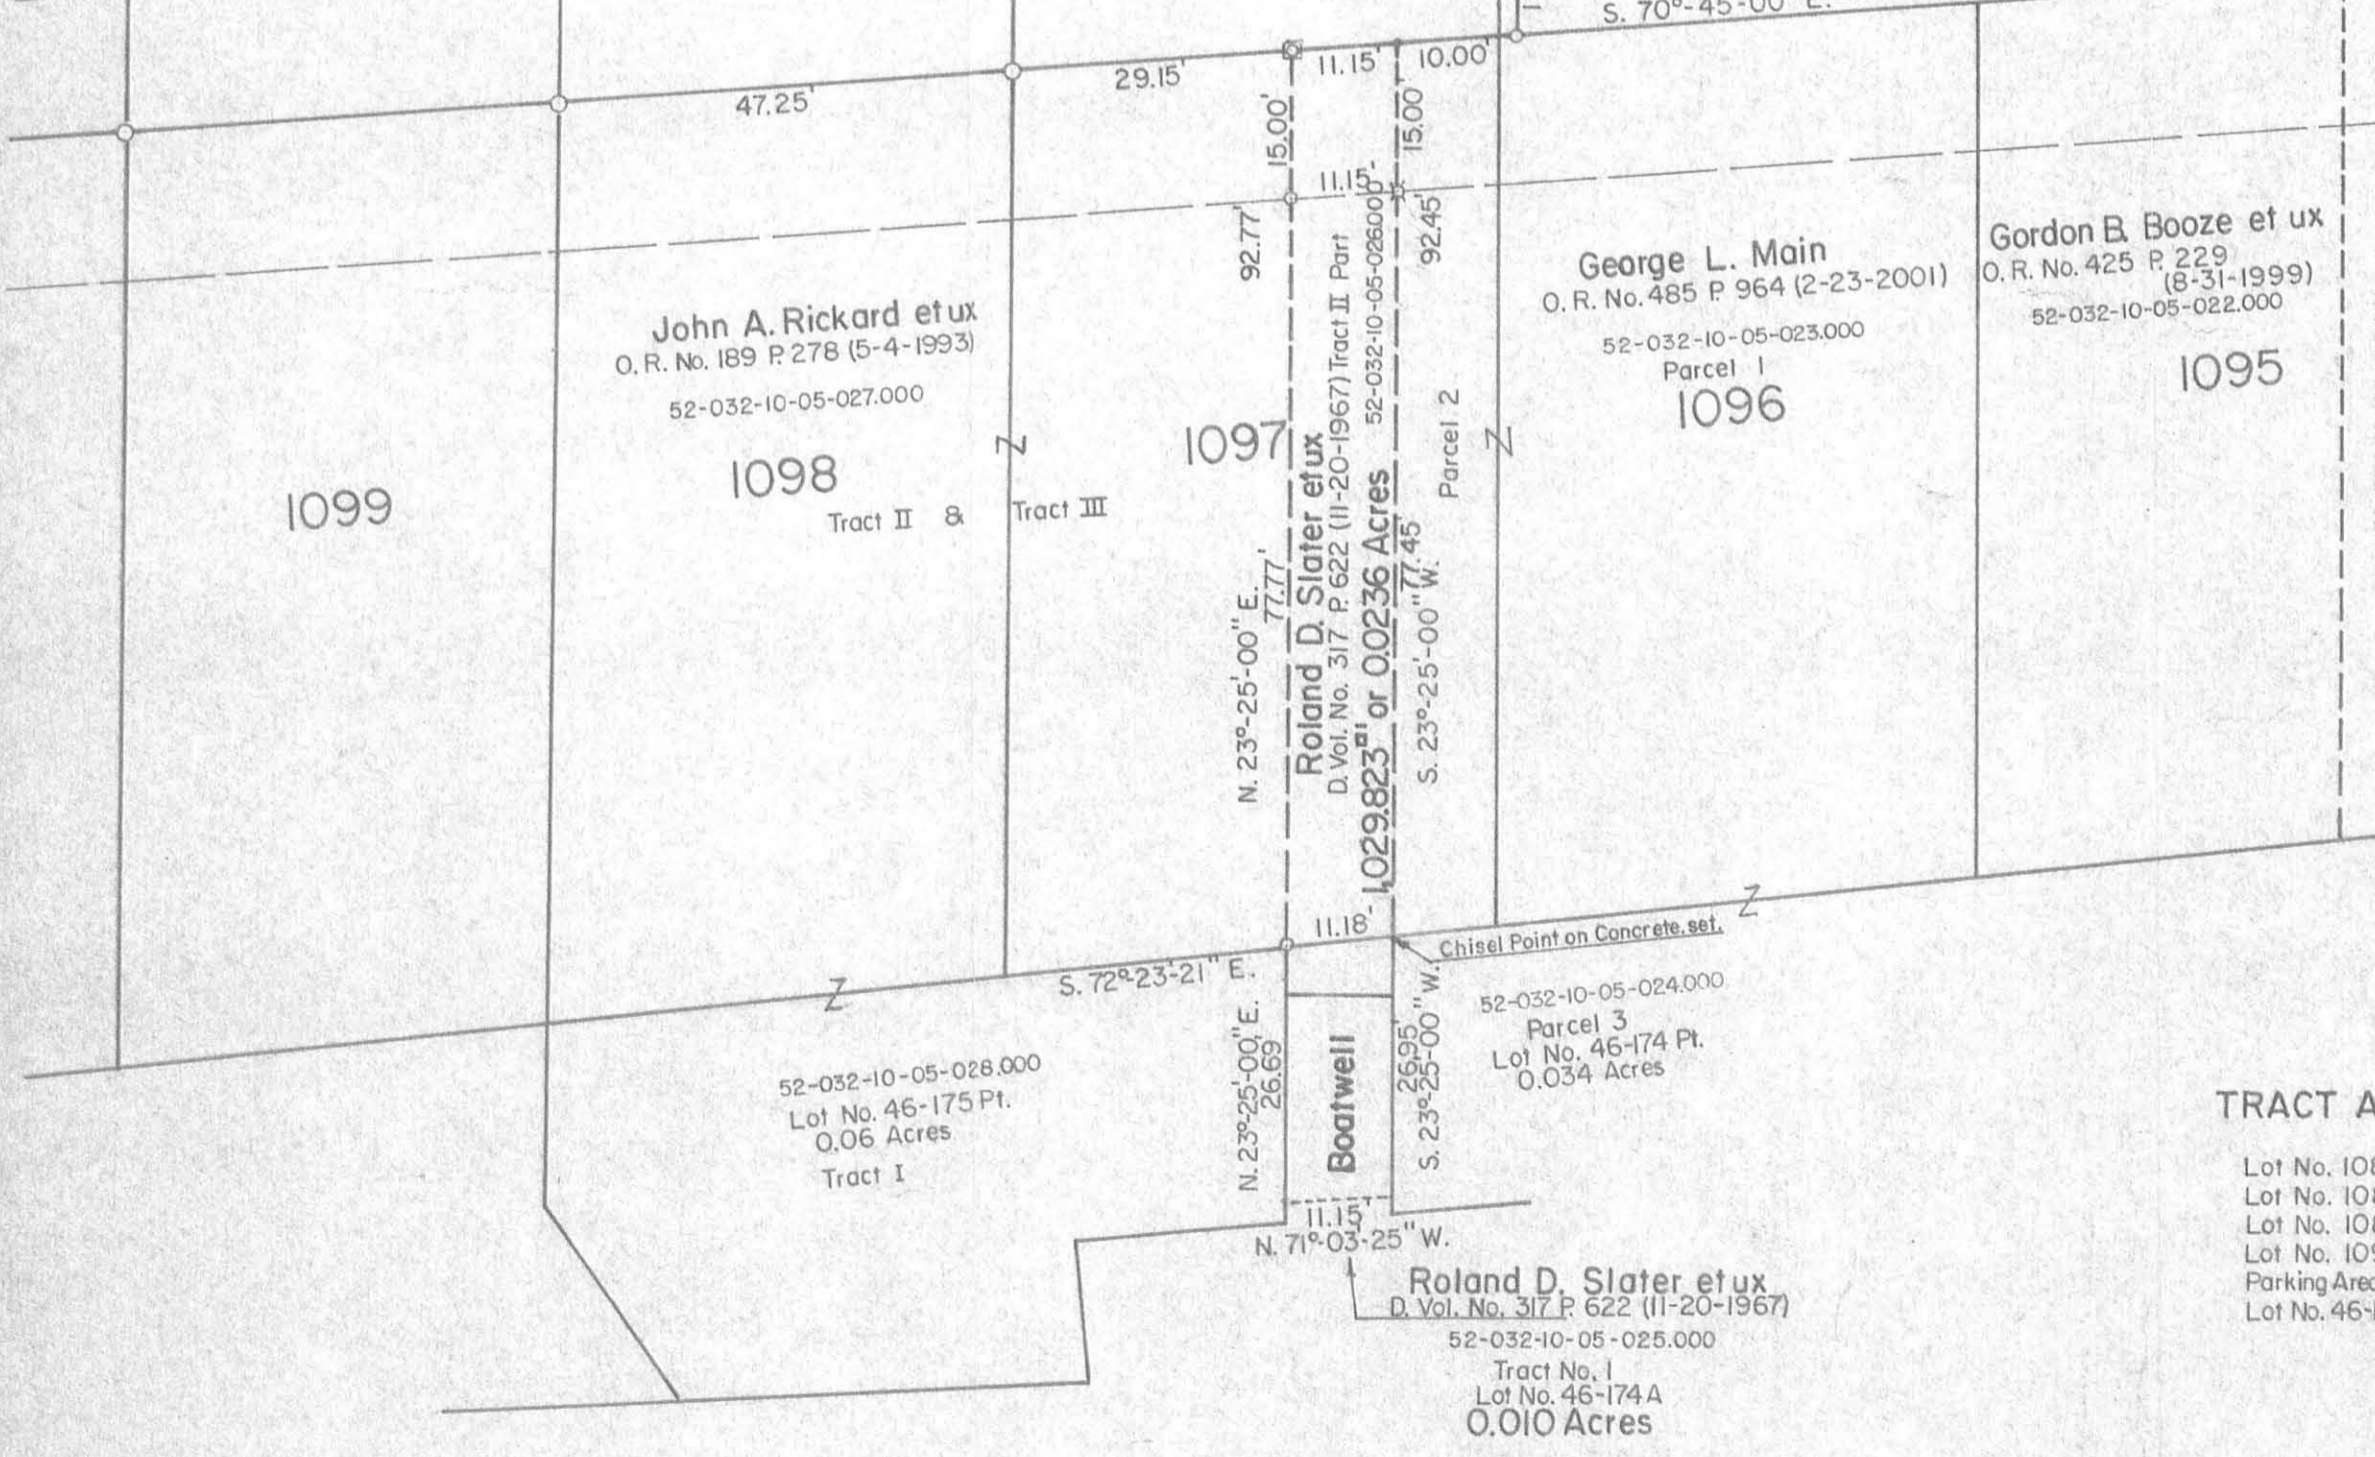 S. 70°-45'-00" E.
47.25'
29.15'
11.15'
10.00'
15.00'
15.00'
11.15'
92.77'
92.45'
John A. Rickard et ux
O. R. No. 189 P. 278 (5-4-1993)
52-032-10-05-027.000
1098
Tract II & Tract III
1099
1097
N. 23°-25'-00" E.
77.77'
Roland D. Slater et ux
D. Vol. No. 317 P. 622 (11-20-1967) Tract II Part
52-032-10-05-026.000
1,029.823 □' or 0.0236 Acres
77.45'
S. 23°-25'-00" W.
Parcel 2
George L. Main
O. R. No. 485 P. 964 (2-23-2001)
52-032-10-05-023.000
Parcel 1
1096
Gordon B. Booze et ux
O. R. No. 425 P. 229
(8-31-1999)
52-032-10-05-022.000
1095
11.18'
Chisel Point on Concrete. set.
S. 72°-23'-21" E.
52-032-10-05-028.000
Lot No. 46-175 Pt.
0.06 Acres
Tract I
N. 23°-25'-00" E.
26.69'
Boatwell
26.95'
S. 23°-25'-00" W.
52-032-10-05-024.000
Parcel 3
Lot No. 46-174 Pt.
0.034 Acres
11.15'
N. 71°-03'-25" W.
Roland D. Slater et ux
D. Vol. No. 317 P. 622 (11-20-1967)
52-032-10-05-025.000
Tract No. 1
Lot No. 46-174A
0.010 Acres
TRACT A
Lot No. 108
Lot No. 108
Lot No. 108
Lot No. 109
Parking Area
Lot No. 46-1